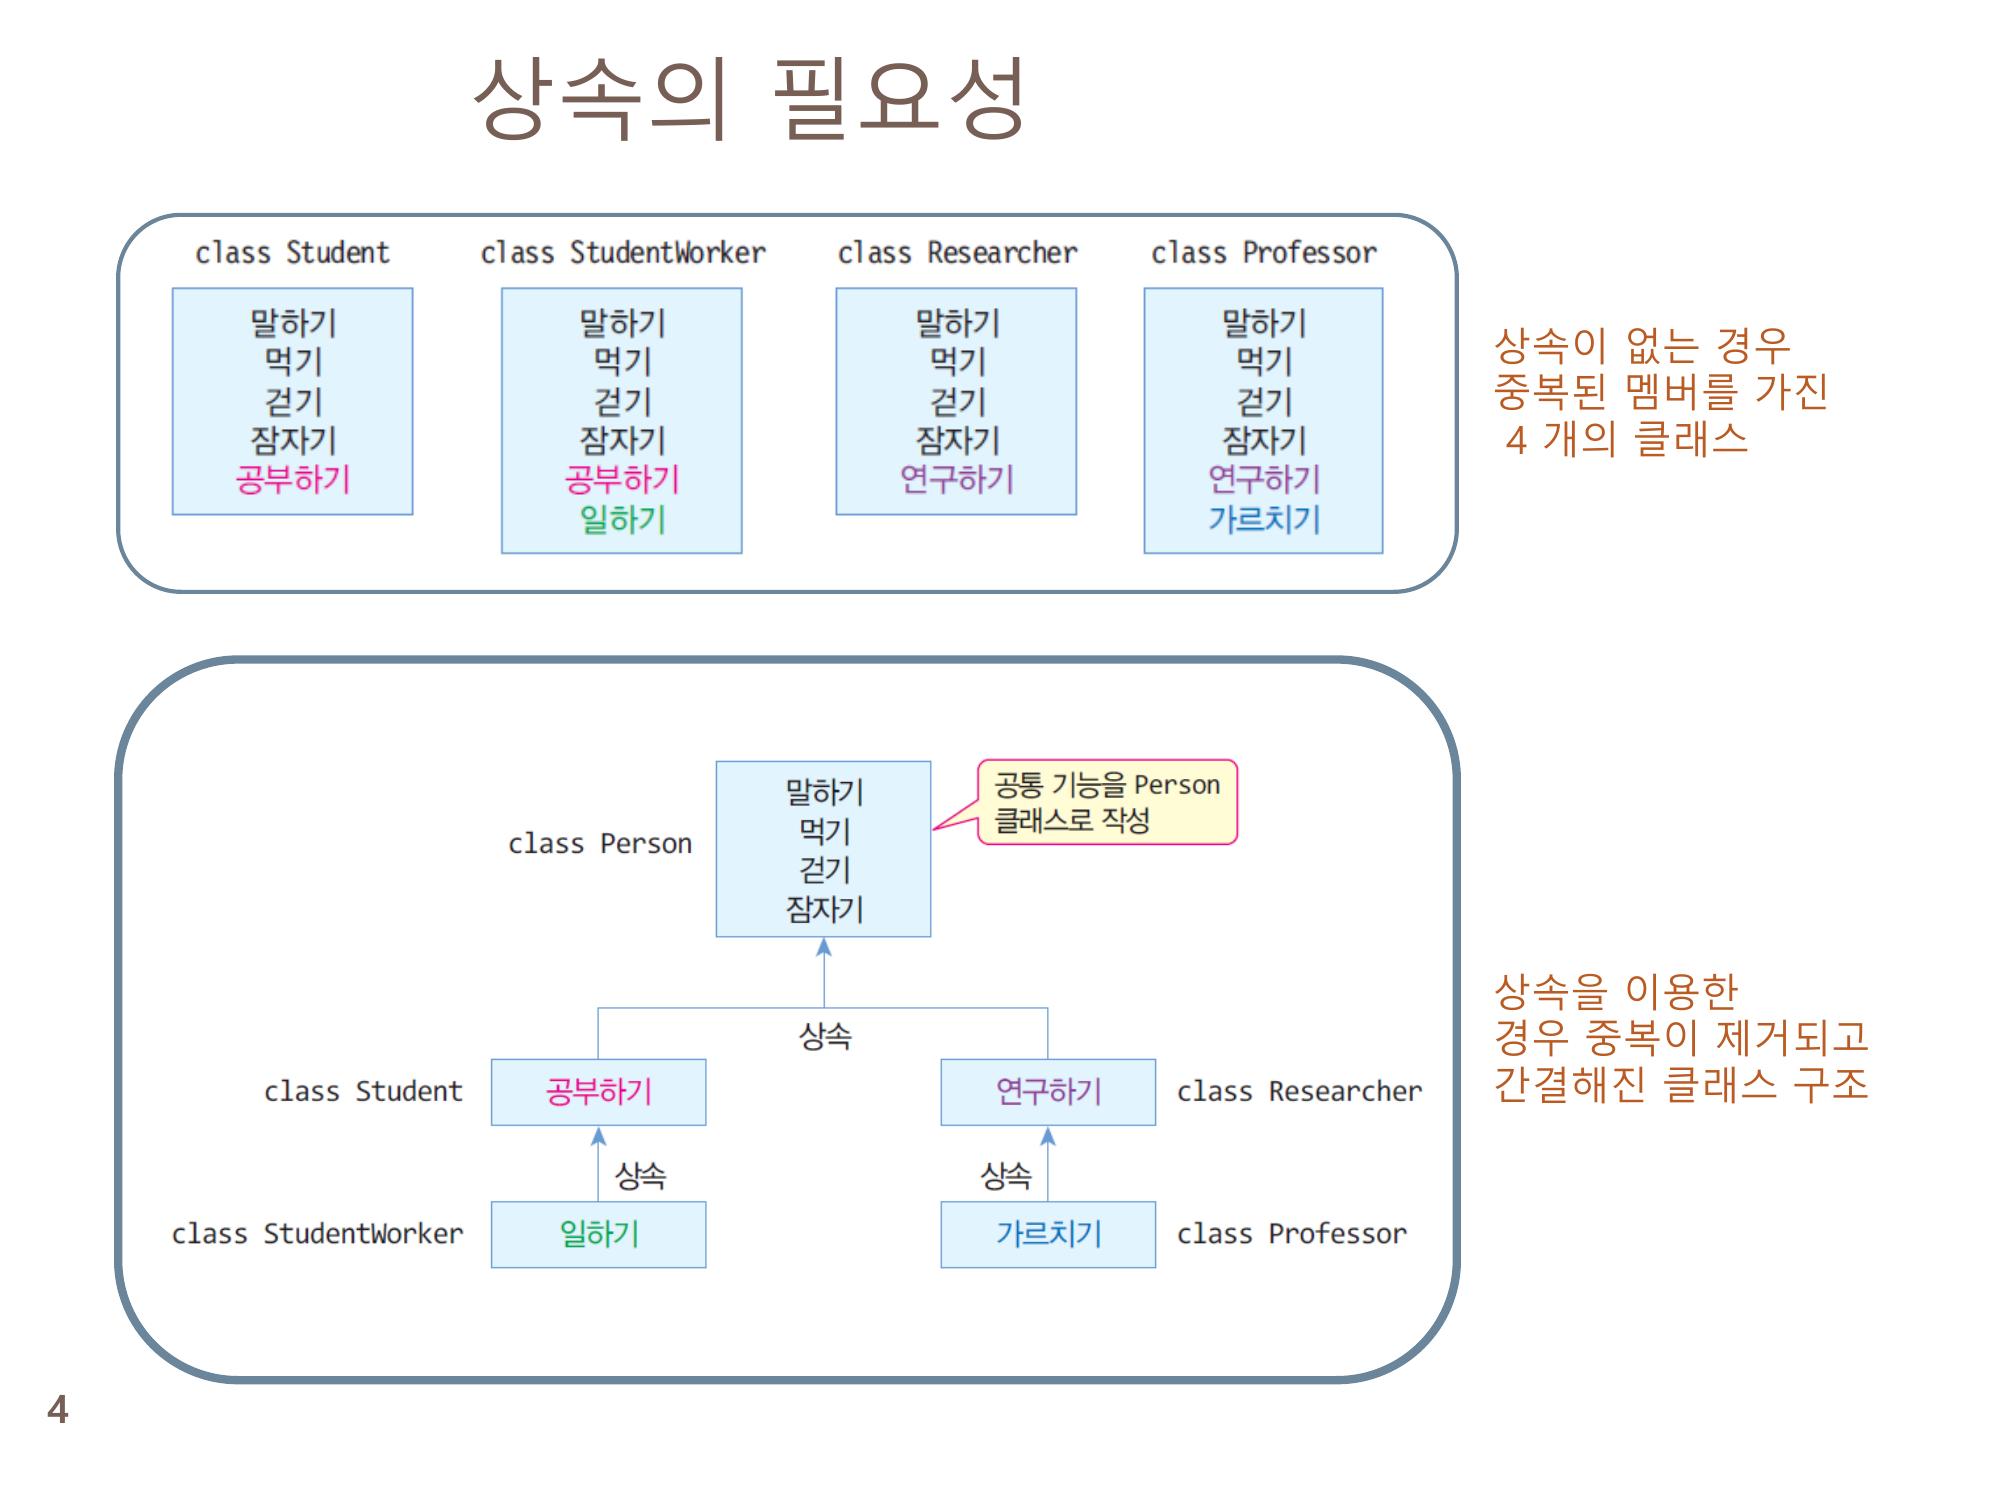 상속의 필요성
class Student
말하기
먹기
걷기
잠자기
공부하기
class StudentWorker
말하기
먹기
걷기
잠자기
공부하기
일하기
class Researcher
말하기
먹기
걷기
잠자기
연구하기
class Professor
말하기
먹기
걷기
잠자기
연구하기
가르치기
상속이 없는 경우
중복된 멤버를 가진
4 개의 클래스
class Person
말하기
먹기
걷기
잠자기
공통 기능을 Person
클래스로 작성
상속
class Student
공부하기
연구하기
class Researcher
상속
상속
class StudentWorker
일하기
가르치기
class Professor
상속을 이용한
경우 중복이 제거되고
간결해진 클래스 구조
4